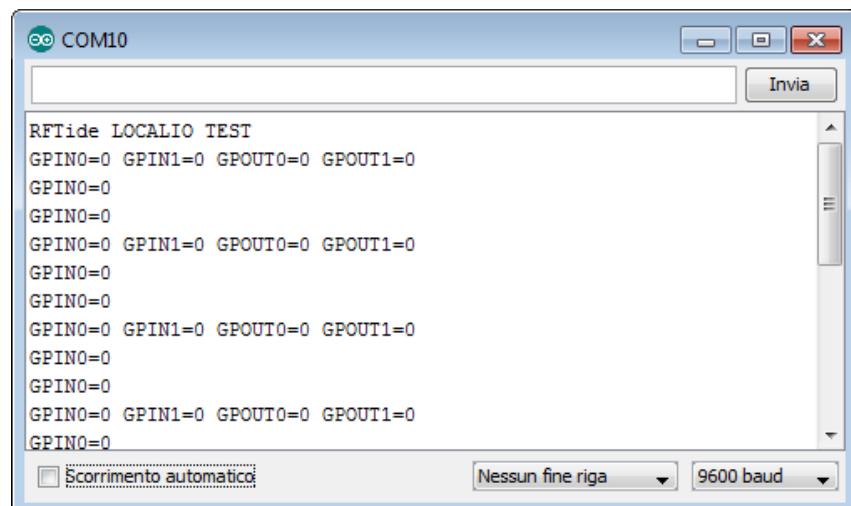 COM10
Invia
RFTide LOCALIO TEST
GPIN0=0 GPIN1=0 GPOUT0=0 GPOUT1=0
GPIN0=0
GPIN0=0
GPIN0=0 GPIN1=0 GPOUT0=0 GPOUT1=0
GPIN0=0
GPIN0=0
GPIN0=0 GPIN1=0 GPOUT0=0 GPOUT1=0
GPIN0=0
GPIN0=0
GPIN0=0 GPIN1=0 GPOUT0=0 GPOUT1=0
GPIN0=0
Scorrimento automatico Nessun fine riga 9600 baud